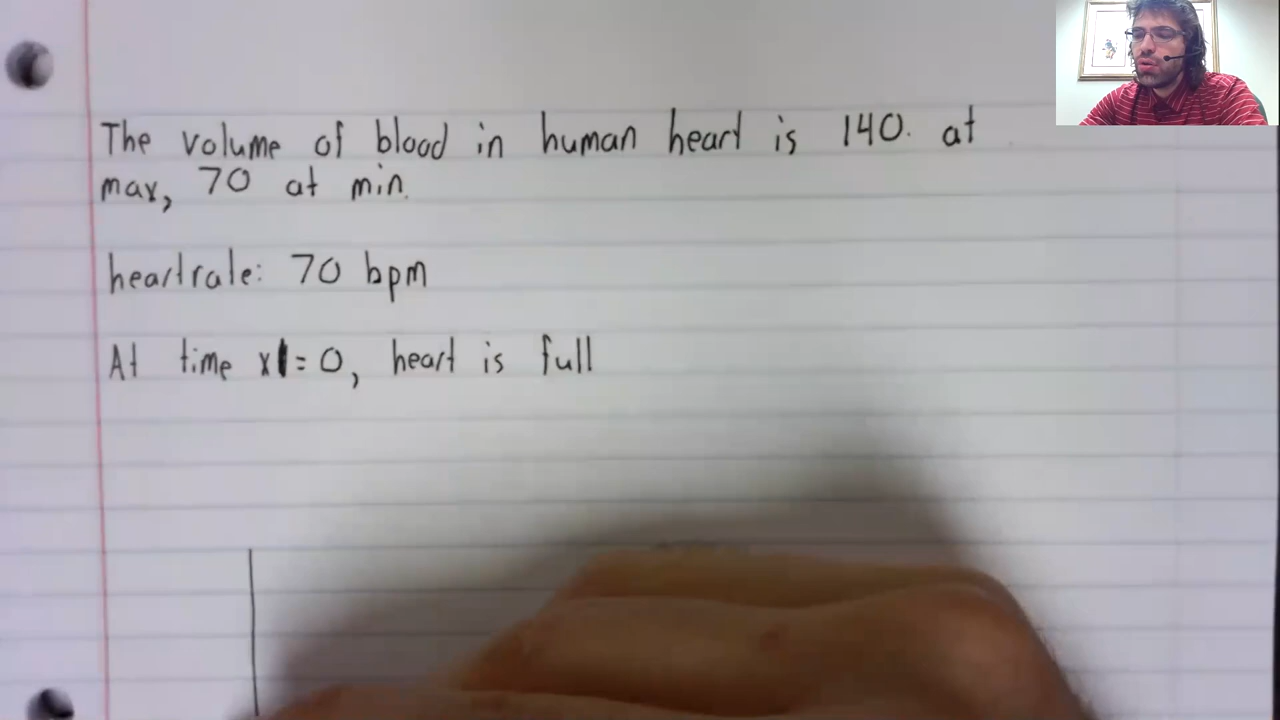 The volume of blood in human heart is 140. at
max, 70 at min.
heartrate: 70 bpm
At time x = 0, heart is full